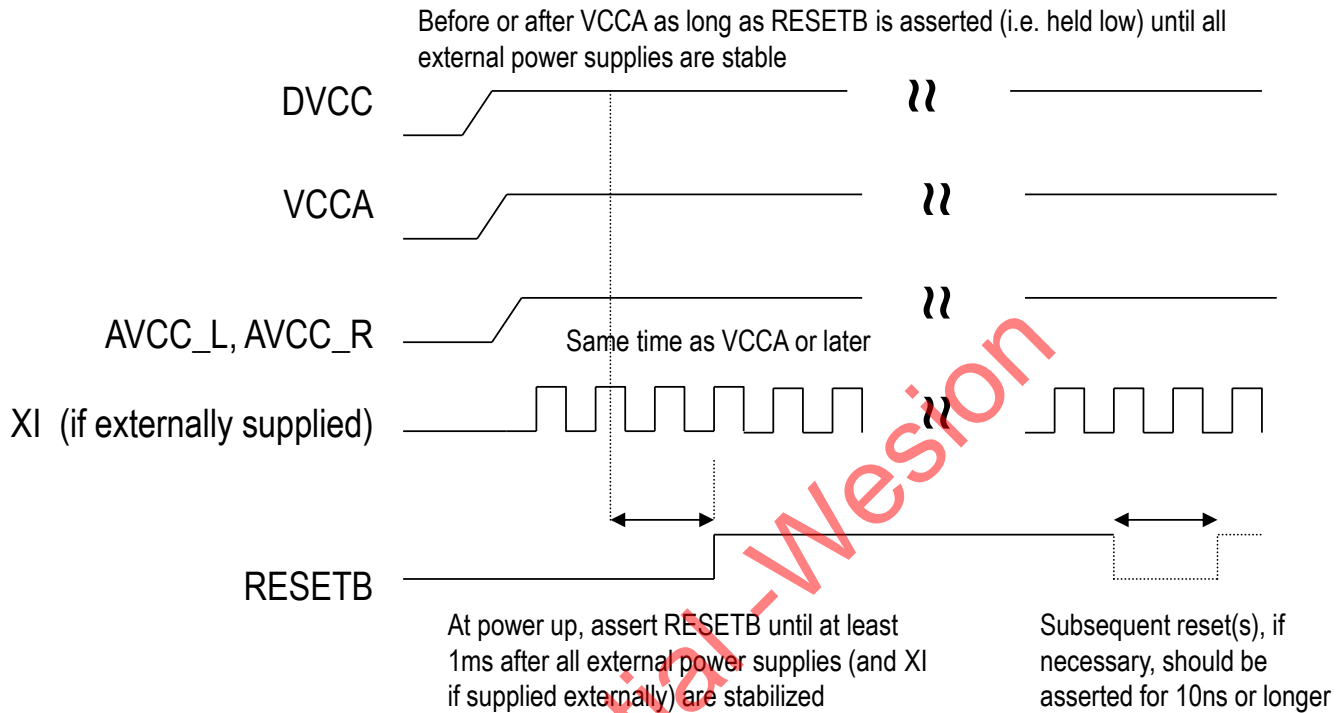 Before or after VCCA as long as RESETB is asserted (i.e. held low) until all
external power supplies are stable
DVCC
VCCA
AVCC_L, AVCC_R
Same time as VCCA or later
XI (if externally supplied)
RESETB
At power up, assert RESETB until at least
1ms after all external power supplies (and XI
if supplied externally) are stabilized
Subsequent reset(s), if
necessary, should be
asserted for 10ns or longer
tial -Wesion